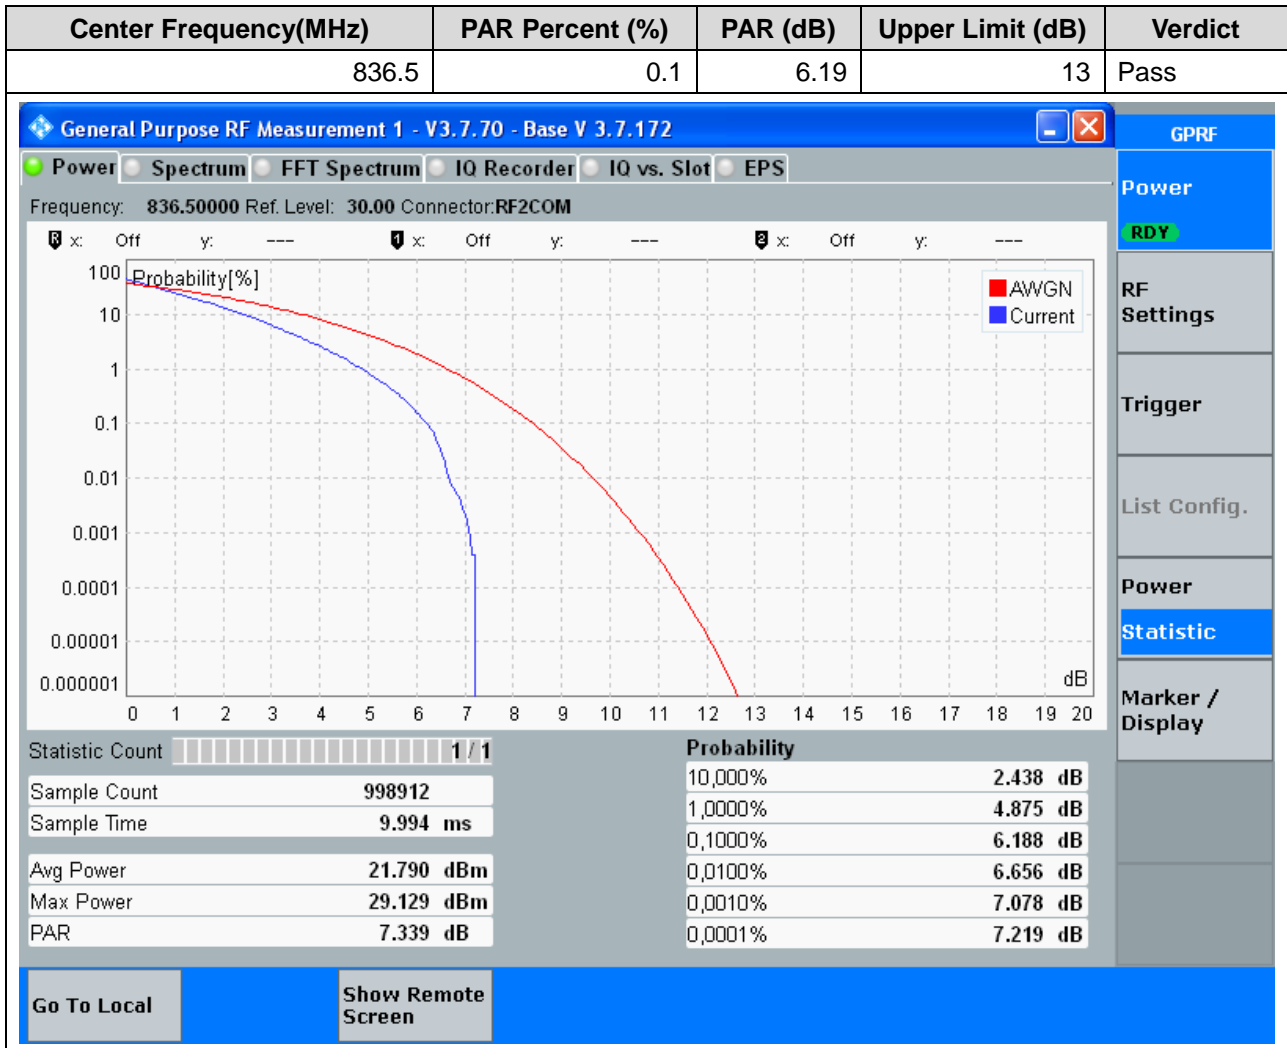 Center Frequency(MHz) PAR Percent (%) PAR (dB) Upper Limit (dB) Verdict
836.5 0.1 6.19 13 Pass
General Purpose RF Measurement 1 - V3.7.70 - Base V 3.7.172
GPRF
Power Spectrum FFT Spectrum IQ Recorder IQ vs. Slot EPS
Power
RDY
Frequency: 836.50000 Ref. Level: 30.00 Connector:RF2COM
R x: Off y: --- 1 x: Off y: --- 2 x: Off y: ---
Probability[%]
AWGN
Current
100
10
1
0.1
0.01
0.001
0.0001
0.00001
0.000001
dB
0 1 2 3 4 5 6 7 8 9 10 11 12 13 14 15 16 17 18 19 20
RF
Settings
Trigger
List Config.
Power
Statistic
Marker /
Display
Statistic Count 1 / 1
Sample Count 998912
Sample Time 9.994 ms
Avg Power 21.790 dBm
Max Power 29.129 dBm
PAR 7.339 dB
Probability
10,000% 2.438 dB
1,0000% 4.875 dB
0,1000% 6.188 dB
0,0100% 6.656 dB
0,0010% 7.078 dB
0,0001% 7.219 dB
Go To Local
Show Remote
Screen